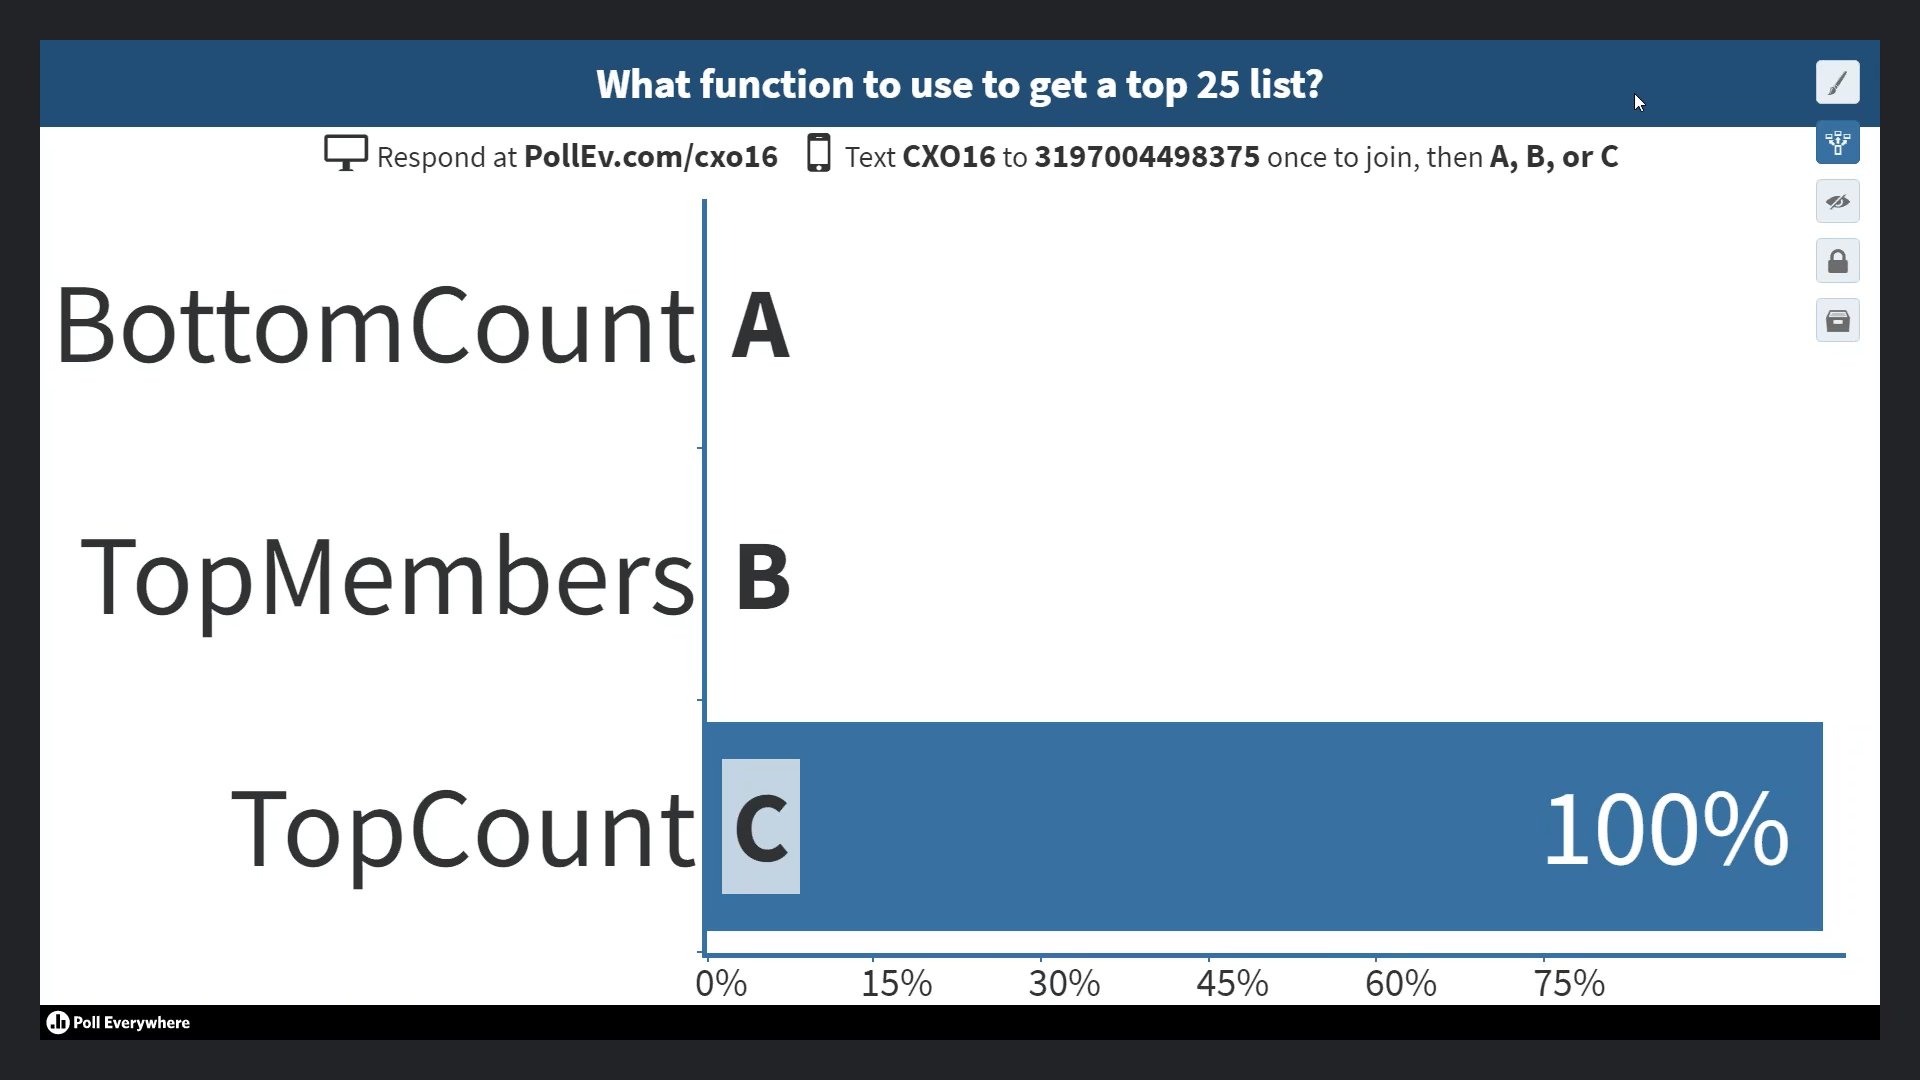 What function to use to get a top 25 list?
Respond at PollEv.com/cxo16 Text CXO16 to 3197004498375 once to join, then A, B, or C
BottomCount A
TopMembers B
TopCount C 100%
0% 15% 30% 45% 60% 75%
Poll Everywhere